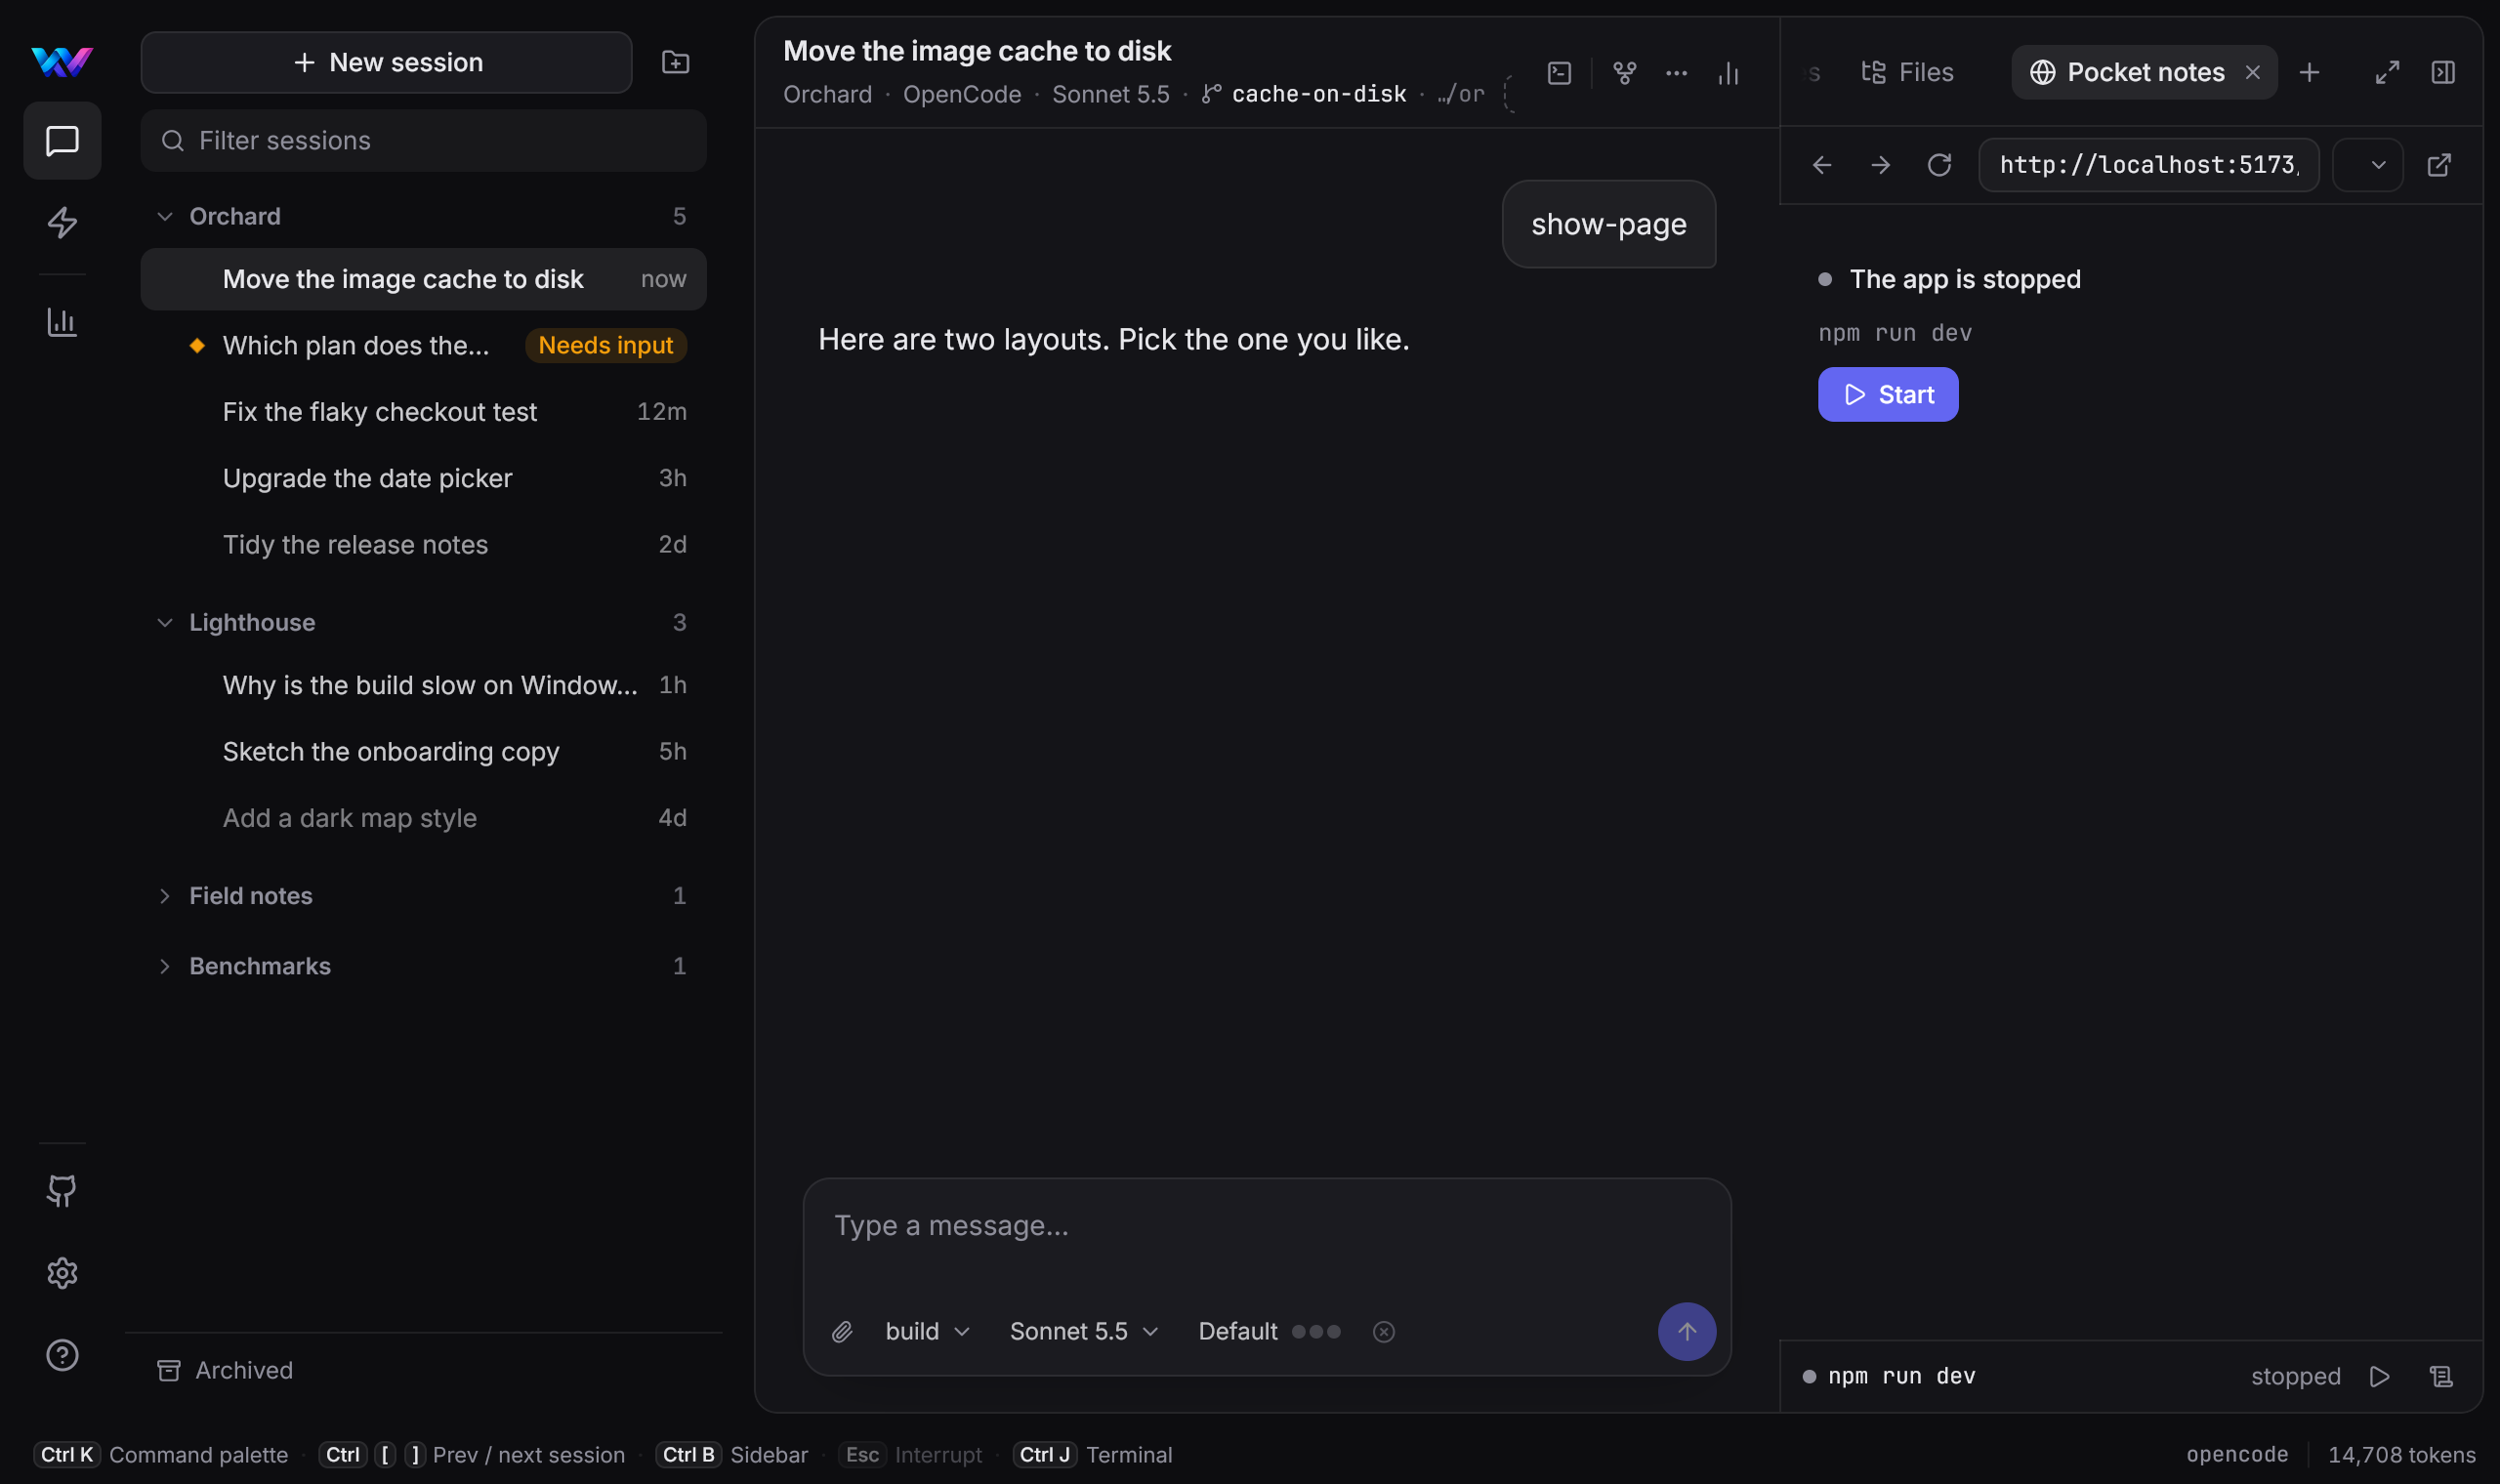 New session
Filter sessions
Orchard 5
Move the image cache to disk now
Which plan does the... Needs input
Fix the flaky checkout test 12m
Upgrade the date picker 3h
Tidy the release notes 2d
Lighthouse 3
Why is the build slow on Window... 1h
Sketch the onboarding copy 5h
Add a dark map style 4d
Field notes 1
Benchmarks 1
Archived
Move the image cache to disk
Orchard · OpenCode · Sonnet 5.5 · cache-on-disk · …/or
show-page
Here are two layouts. Pick the one you like.
Type a message...
build Sonnet 5.5 Default
Files Pocket notes
http://localhost:5173/
The app is stopped
npm run dev
Start
npm run dev stopped
Ctrl K Command palette · Ctrl [ ] Prev / next session · Ctrl B Sidebar · Esc Interrupt · Ctrl J Terminal
opencode 14,708 tokens